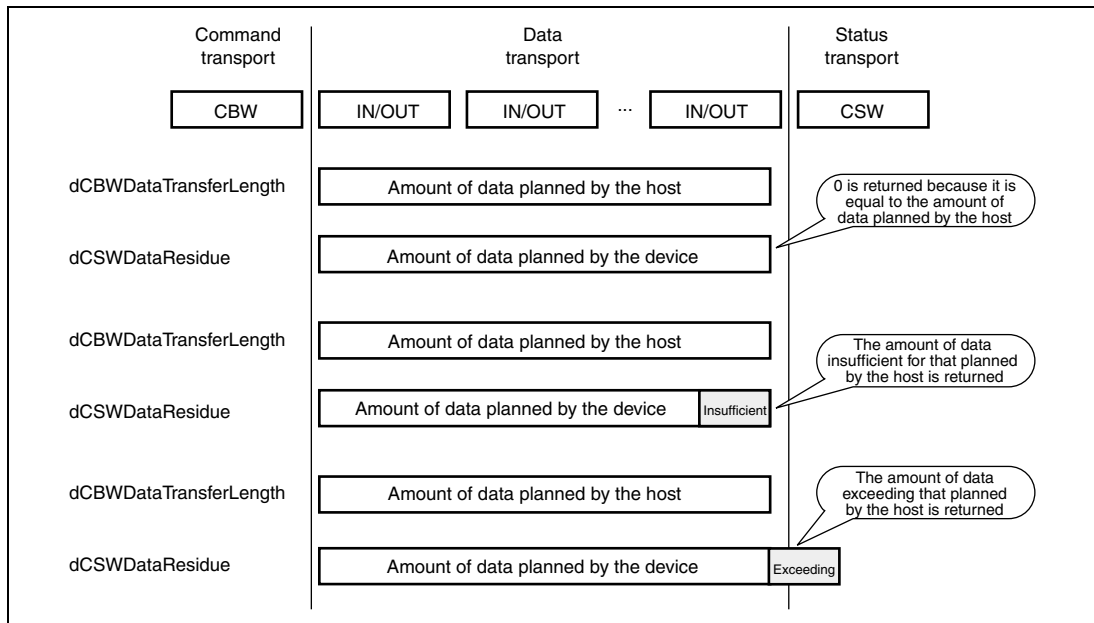 Command
transport
Data
transport
Status
transport
CBW
IN/OUT
IN/OUT
...
IN/OUT
CSW
dCBWDataTransferLength
Amount of data planned by the host
0 is returned because it is
equal to the amount of
data planned by the host
dCSWDataResidue
Amount of data planned by the device
dCBWDataTransferLength
Amount of data planned by the host
The amount of data
insufficient for that planned
by the host is returned
dCSWDataResidue
Amount of data planned by the device
Insufficient
dCBWDataTransferLength
Amount of data planned by the host
The amount of data
exceeding that planned
by the host is returned
dCSWDataResidue
Amount of data planned by the device
Exceeding